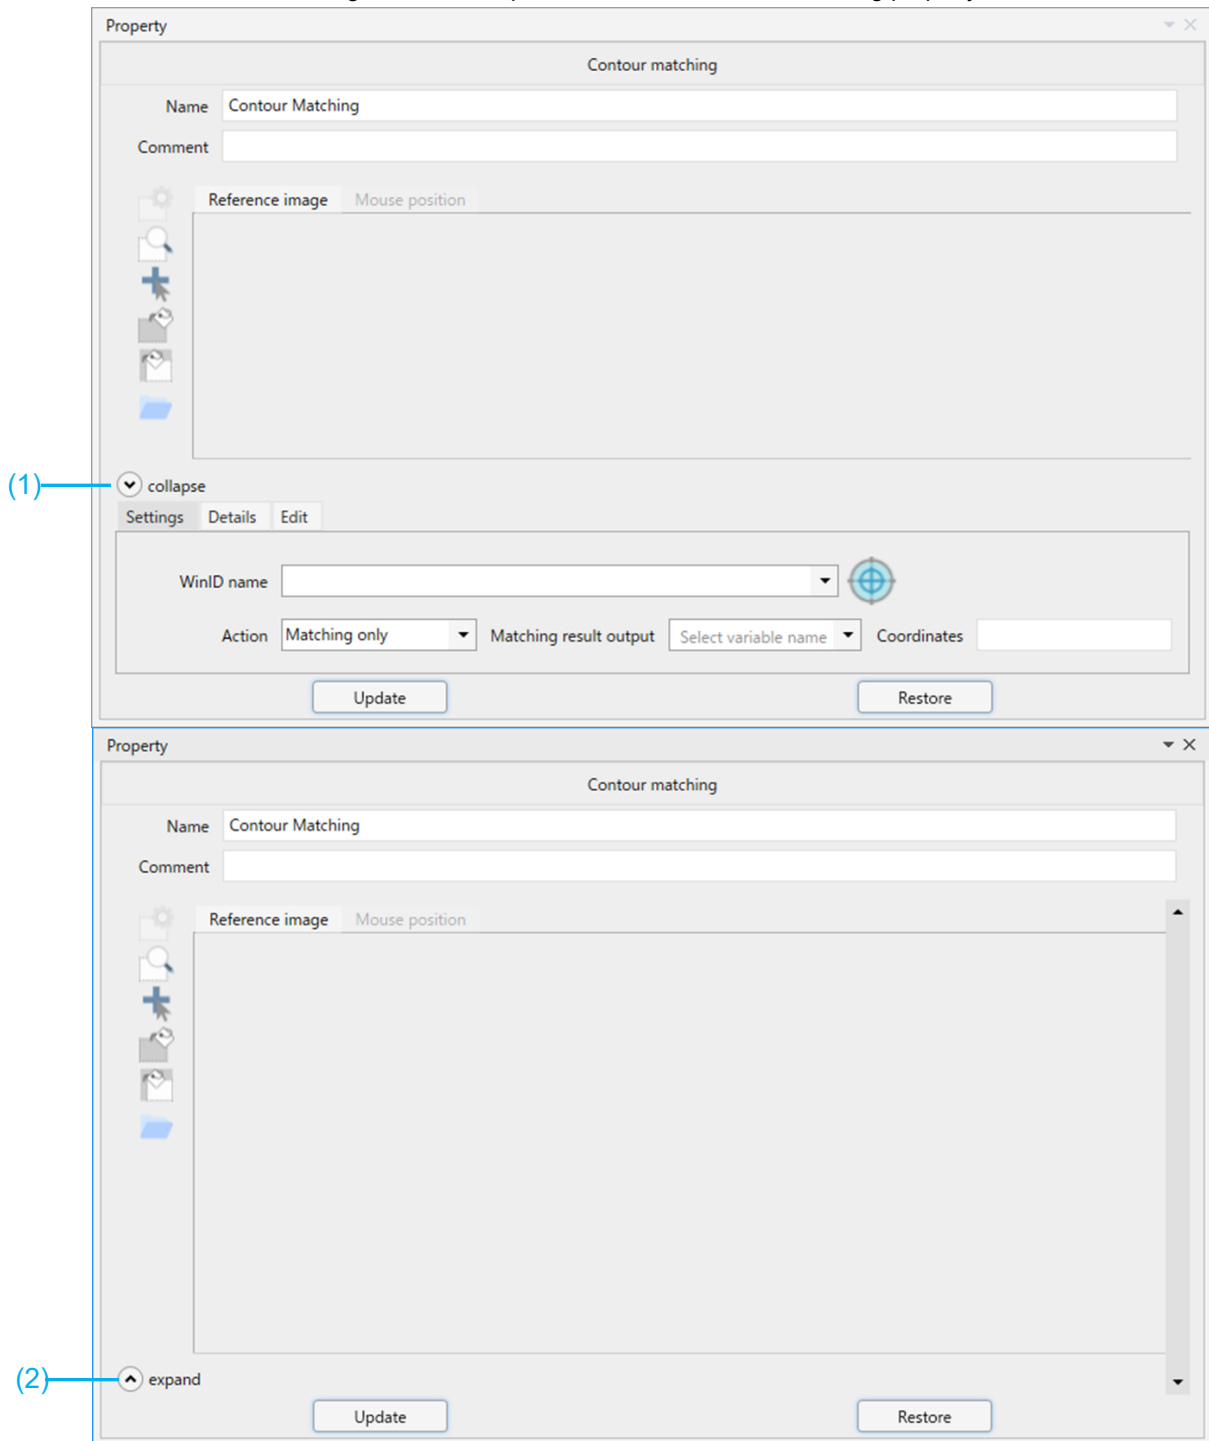 Property
Contour matching
Name Contour Matching
Comment
Reference image Mouse position
(1) collapse
Settings Details Edit
WinID name
Action Matching only Matching result output Select variable name Coordinates
Update Restore
Property
Contour matching
Name Contour Matching
Comment
Reference image Mouse position
(2) expand
Update Restore